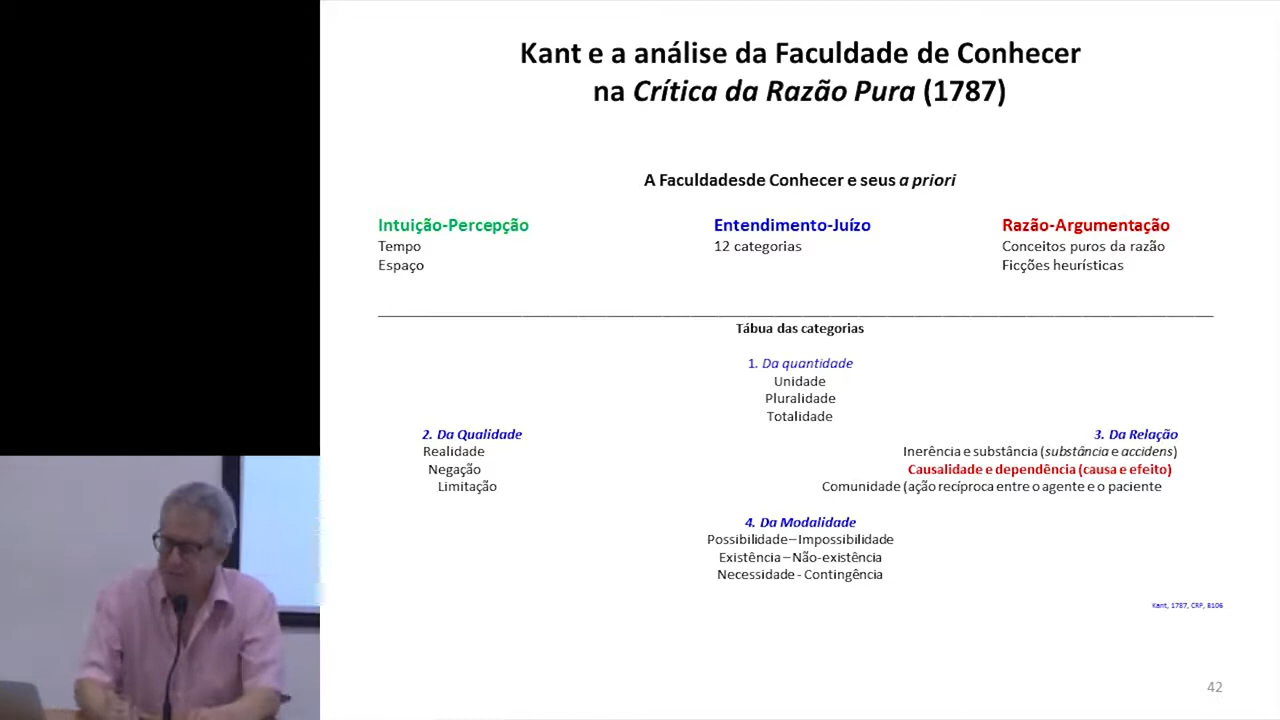 Kant e a análise da Faculdade de Conhecer
na Crítica da Razão Pura (1787)
A Faculdadesde Conhecer e seus a priori
Intuição-Percepção
Tempo
Espaço
Entendimento-Juízo
12 categorias
Razão-Argumentação
Conceitos puros da razão
Ficções heurísticas
Tábua das categorias
1. Da quantidade
Unidade
Pluralidade
Totalidade
2. Da Qualidade
Realidade
Negação
Limitação
3. Da Relação
Inerência e substância (substância e accidens)
Causalidade e dependência (causa e efeito)
Comunidade (ação recíproca entre o agente e o paciente
4. Da Modalidade
Possibilidade – Impossibilidade
Existência – Não-existência
Necessidade - Contingência
Kant, 1787, CRP, B106
42